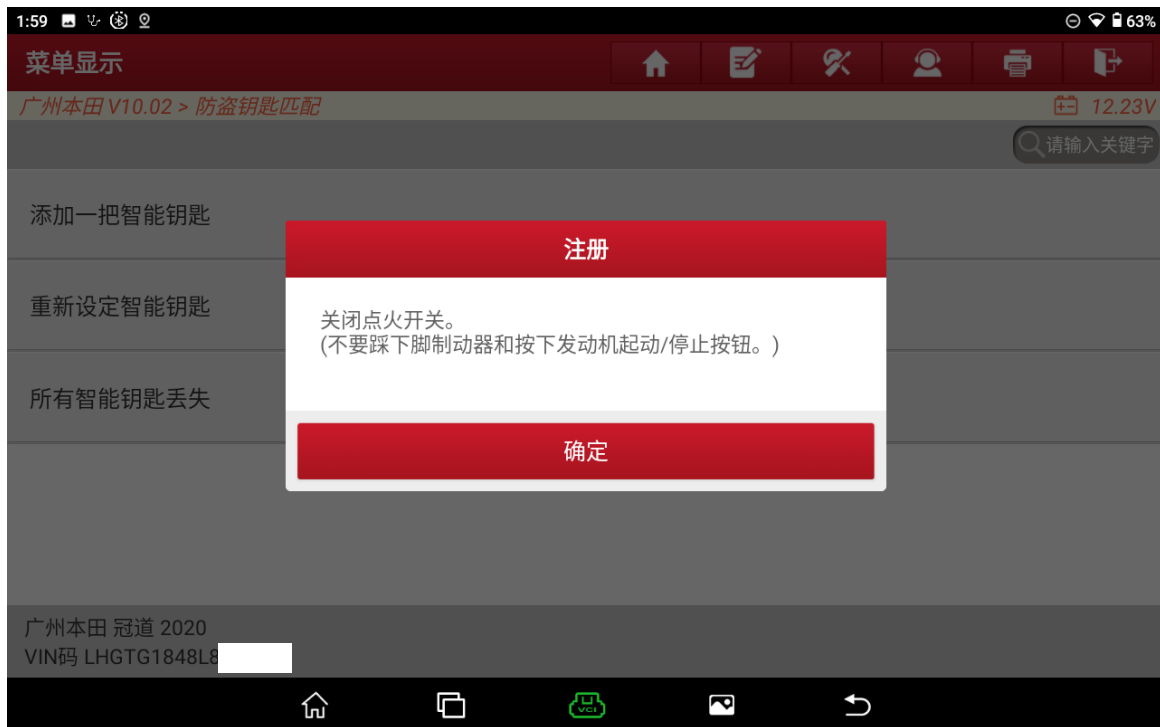 1:59
63%
菜单显示
广州本田 V10.02 > 防盗钥匙匹配
12.23V
请输入关键字
添加一把智能钥匙
重新设定智能钥匙
所有智能钥匙丢失
注册
关闭点火开关。
(不要踩下脚制动器和按下发动机起动/停止按钮。)
确定
广州本田 冠道 2020
VIN码 LHGTG1848L8
VCI